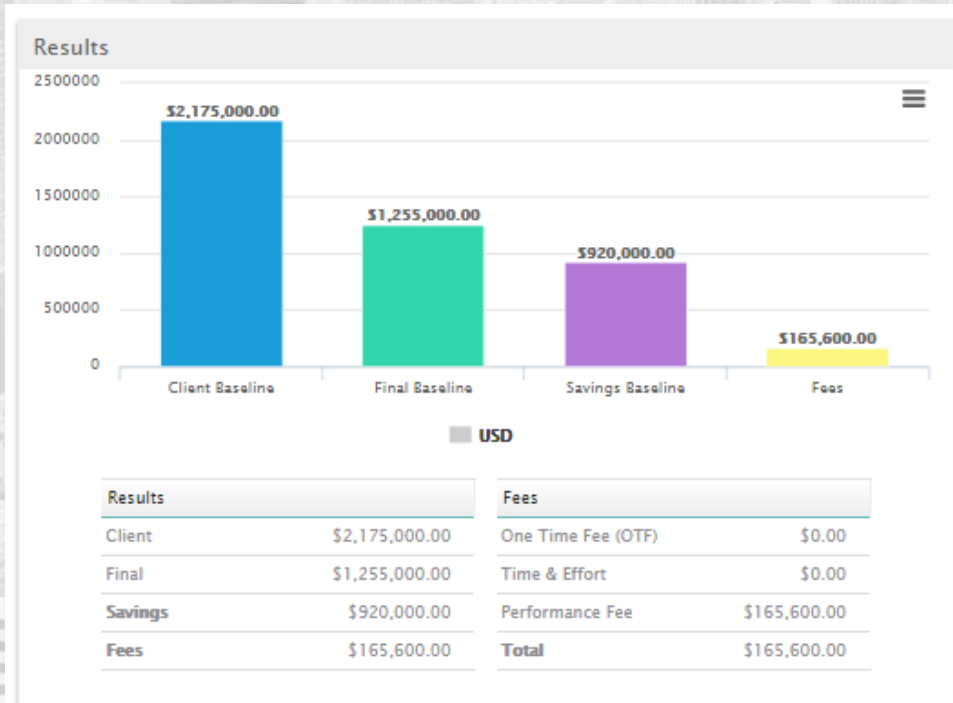 Results
2500000
$2,175,000.00
2000000
1500000
$1,255,000.00
1000000
$920,000.00
500000
$165,600.00
0
Client Baseline Final Baseline Savings Baseline Fees
USD
Results
Client $2,175,000.00
Final $1,255,000.00
Savings $920,000.00
Fees $165,600.00
Fees
One Time Fee (OTF) $0.00
Time & Effort $0.00
Performance Fee $165,600.00
Total $165,600.00